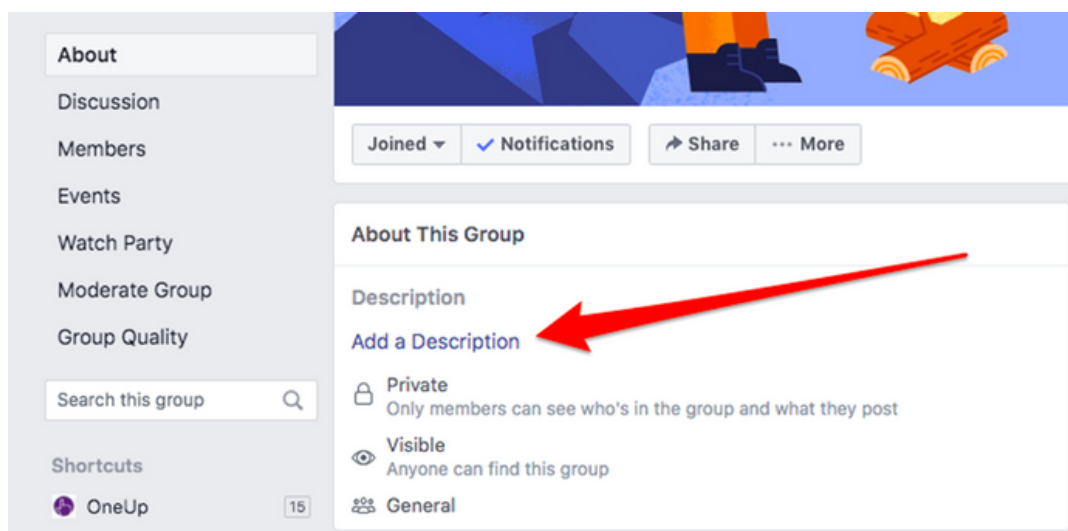 About
Discussion
Members
Events
Watch Party
Moderate Group
Group Quality
Search this group
Shortcuts
OneUp 15
Joined Notifications Share ··· More
About This Group
Description
Add a Description
Private
Only members can see who's in the group and what they post
Visible
Anyone can find this group
General